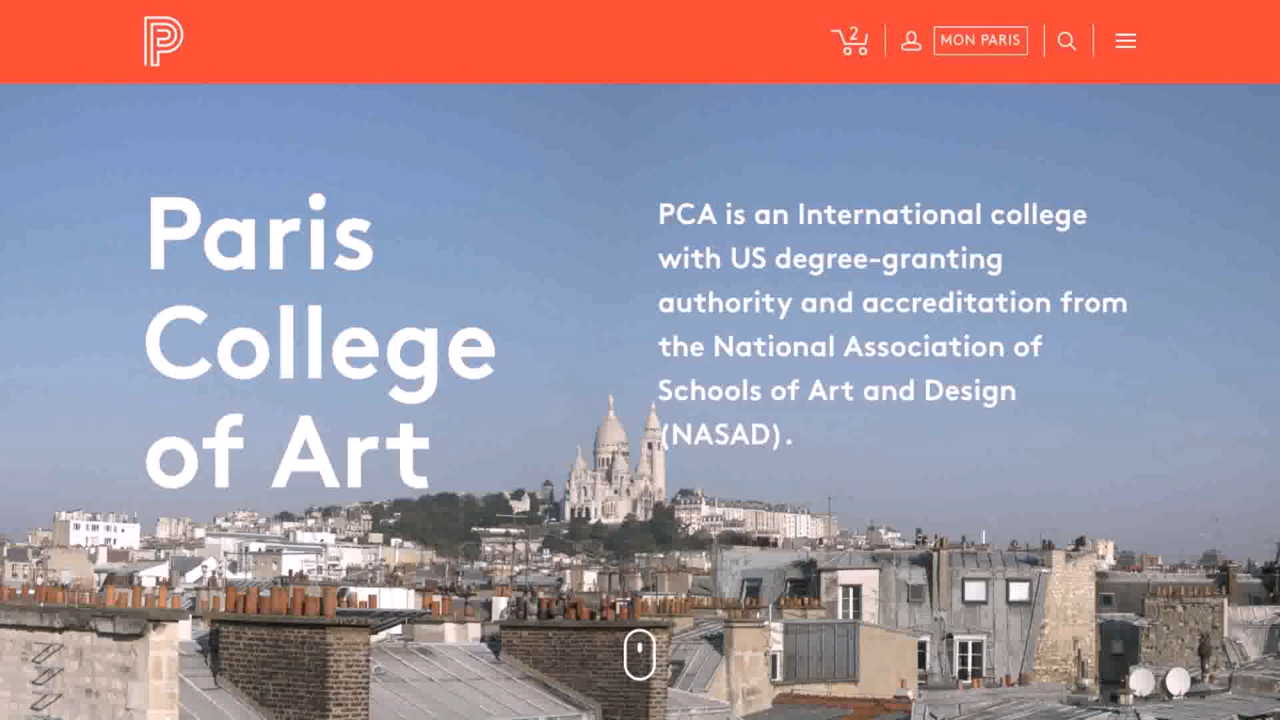 P
2
MON PARIS
Paris
College
of Art
PCA is an International college
with US degree-granting
authority and accreditation from
the National Association of
Schools of Art and Design
(NASAD).